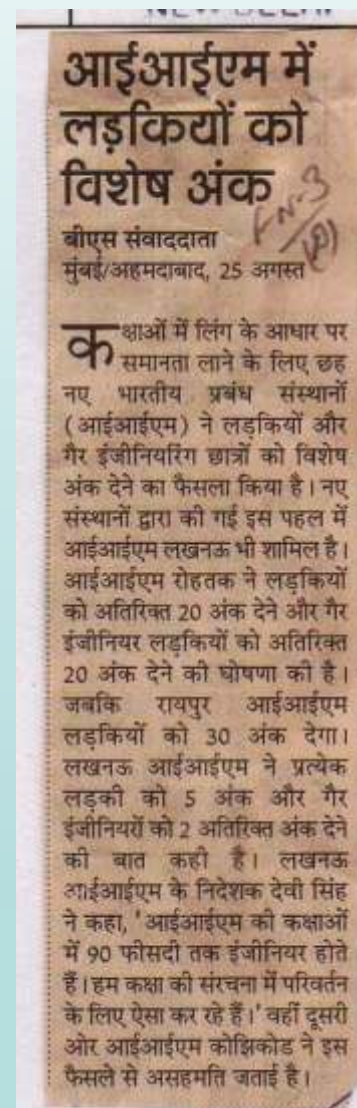 आईआईएम में
लड़कियों को
विशेष अंक
बीएस संवाददाता
मुंबई/अहमदाबाद, 25 अगस्त
कक्षाओं में लिंग के आधार पर
समानता लाने के लिए छह
नए भारतीय प्रबंध संस्थानों
(आईआईएम) ने लड़कियों और
गैर इंजीनियरिंग छात्रों को विशेष
अंक देने का फैसला किया है। नए
संस्थानों द्वारा की गई इस पहल में
आईआईएम लखनऊ भी शामिल है।
आईआईएम रोहतक ने लड़कियों
को अतिरिक्त 20 अंक देने और गैर
इंजीनियर लड़कियों को अतिरिक्त
20 अंक देने की घोषणा की है।
जबकि रायपुर आईआईएम
लड़कियों को 30 अंक देगा।
लखनऊ आईआईएम ने प्रत्येक
लड़की को 5 अंक और गैर
इंजीनियरों को 2 अतिरिक्त अंक देने
की बात कही है। लखनऊ
आईआईएम के निदेशक देवी सिंह
ने कहा, 'आईआईएम की कक्षाओं
में 90 फीसदी तक इंजीनियर होते
हैं। हम कक्षा की संरचना में परिवर्तन
के लिए ऐसा कर रहे हैं।' वहीं दूसरी
ओर आईआईएम कोझिकोड ने इस
फैसले से असहमति जताई है।